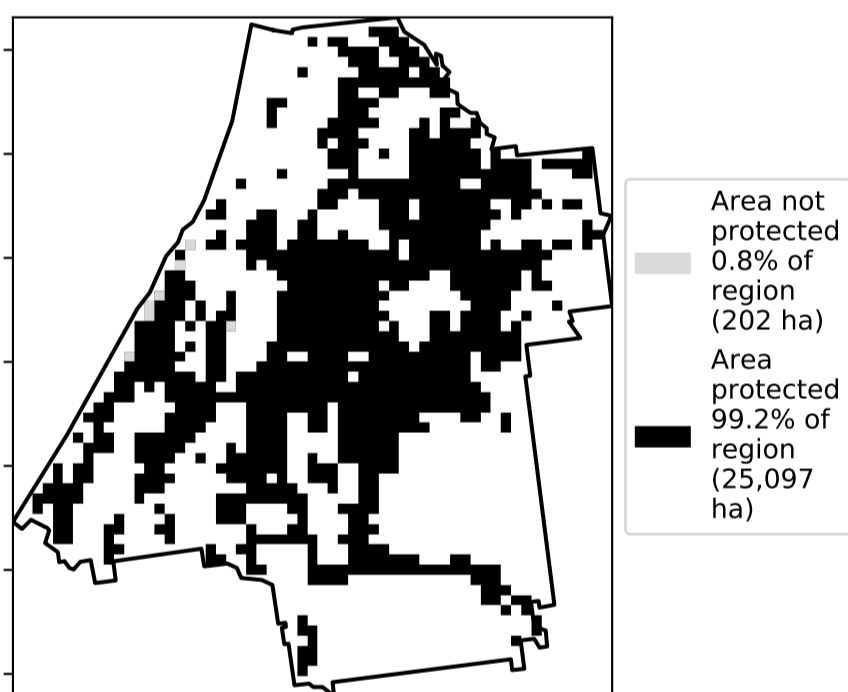 Area not
protected
0.8% of
region
(202 ha)
Area
protected
99.2% of
region
(25,097
ha)